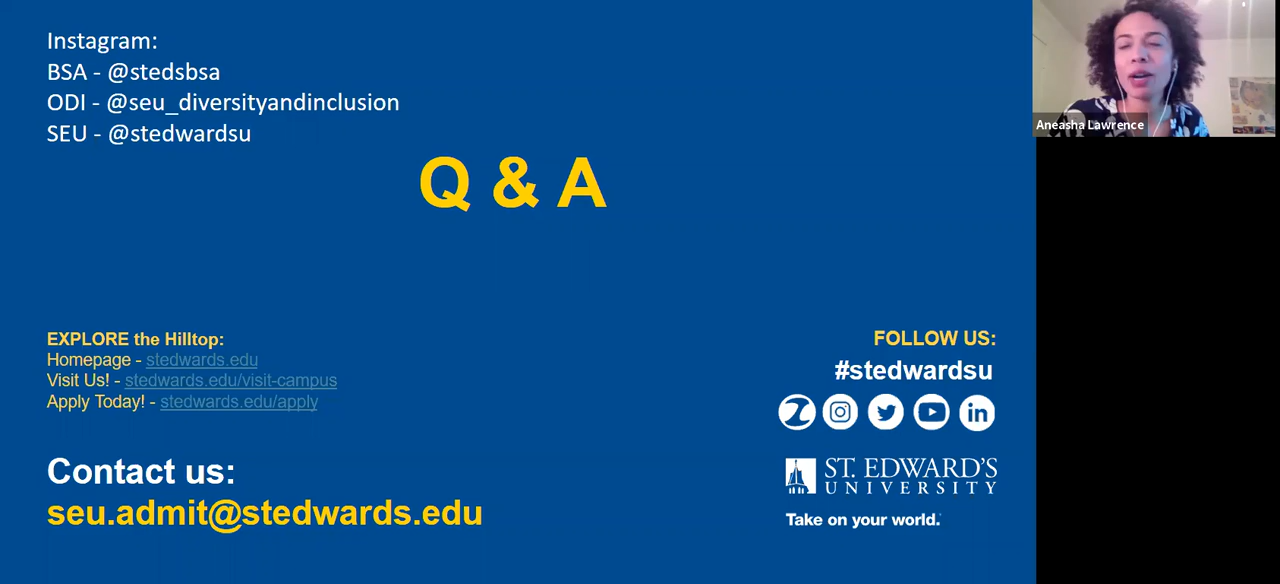 Instagram:
BSA - @stedsbsa
ODI - @seu_diversityandinclusion
SEU - @stedwardsu
Aneasha Lawrence
Q & A
EXPLORE the Hilltop:
Homepage - stedwards.edu
Visit Us! - stedwards.edu/visit-campus
Apply Today! - stedwards.edu/apply
Contact us:
seu.admit@stedwards.edu
FOLLOW US:
#stedwardsu
in
ST. EDWARD'S
UNIVERSITY
Take on your world.